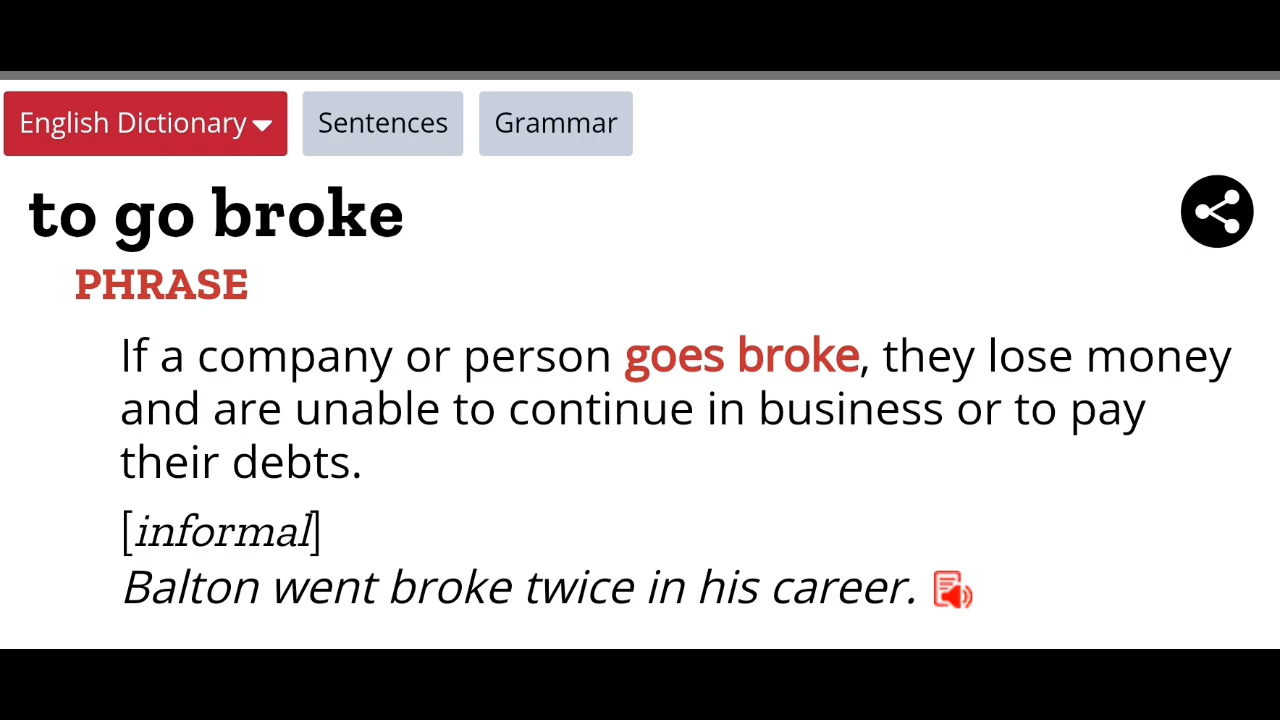 English Dictionary
Sentences
Grammar
to go broke
PHRASE
If a company or person goes broke, they lose money
and are unable to continue in business or to pay
their debts.
[informal]
Balton went broke twice in his career.